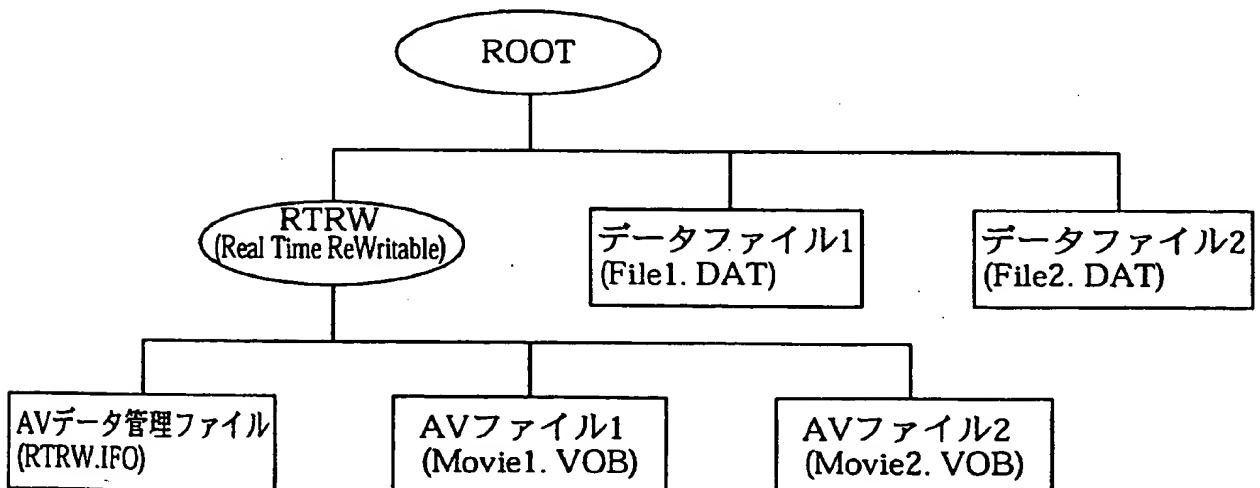 ROOT
RTRW
(Real Time ReWritable)
データファイル1
(File1. DAT)
データファイル2
(File2. DAT)
AVデータ管理ファイル
(RTRW.IFO)
AVファイル1
(Movie1. VOB)
AVファイル2
(Movie2. VOB)